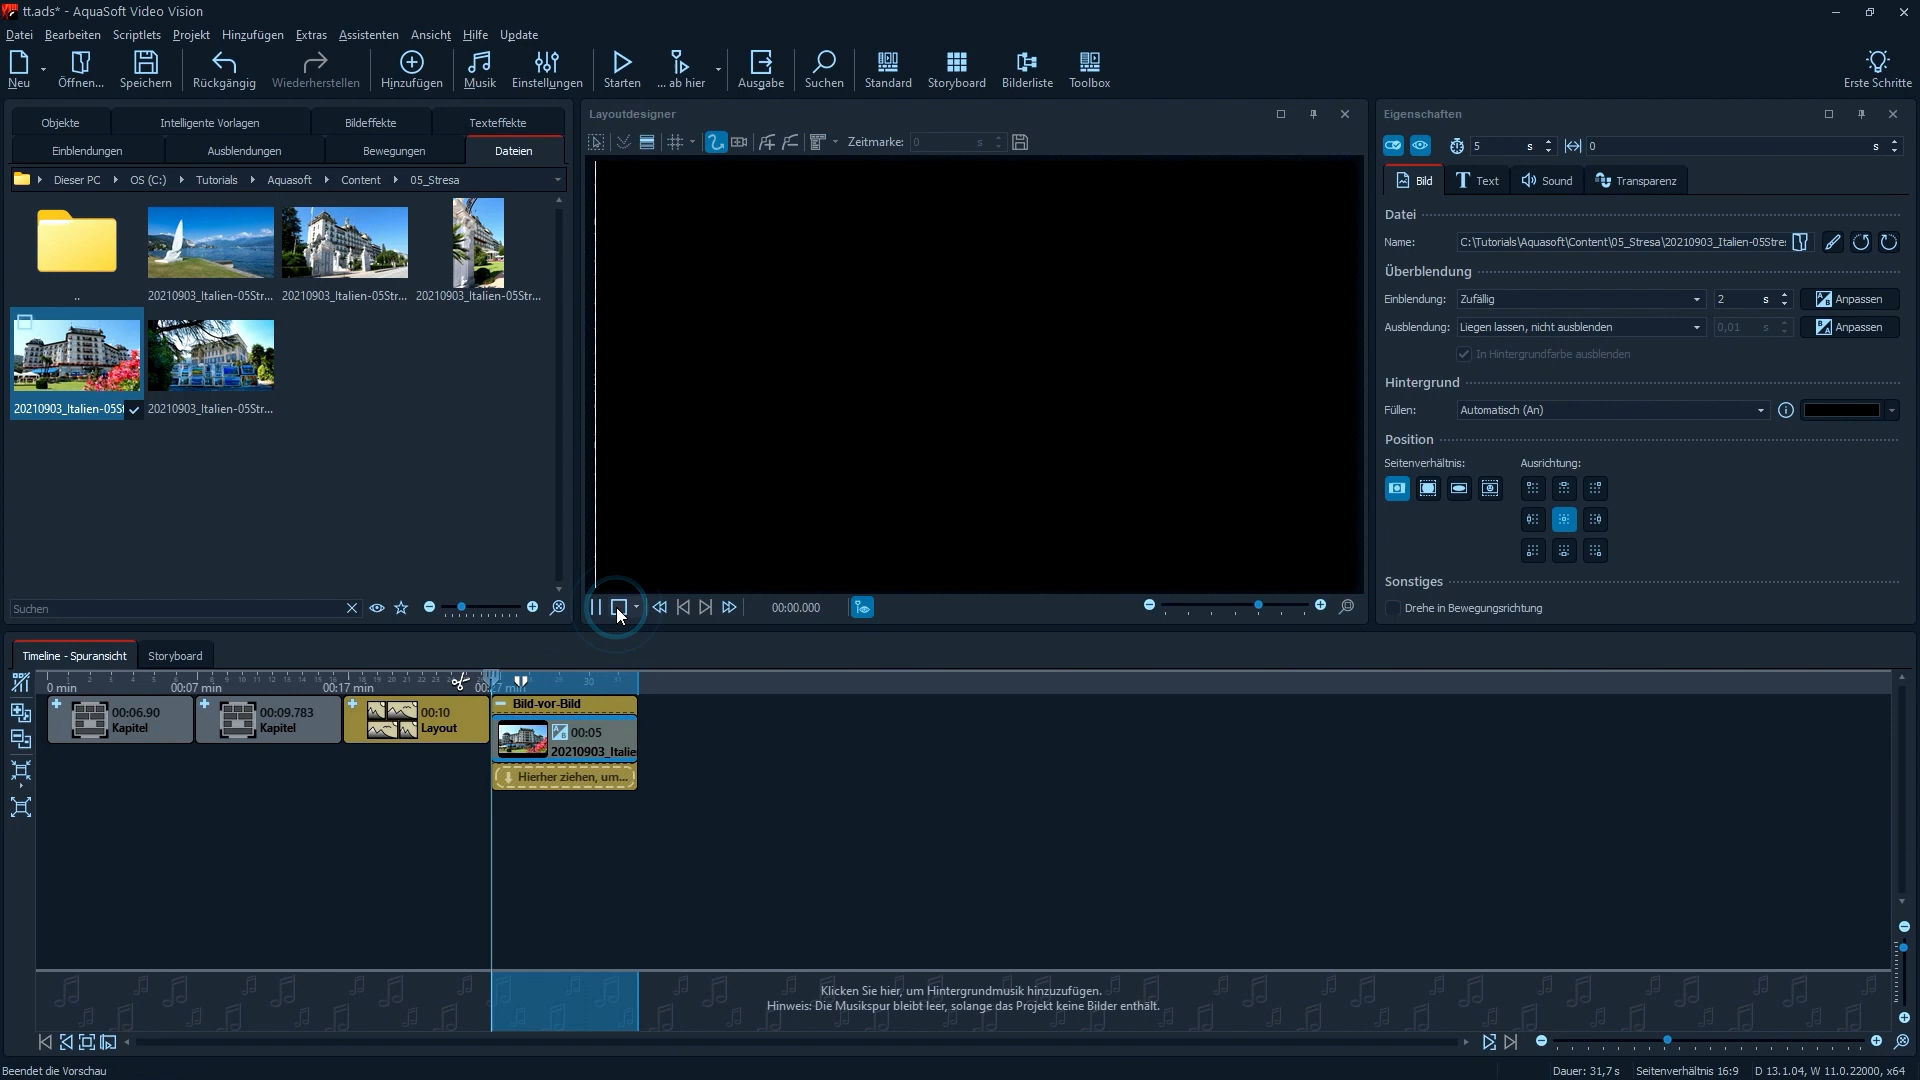 tt.ads* - AquaSoft Video Vision
Datei Bearbeiten Scriptlets Projekt Hinzufügen Extras Assistenten Ansicht Hilfe Update
Neu Öffnen... Speichern Rückgängig Wiederherstellen Hinzufügen Musik Einstellungen Starten ... ab hier Ausgabe Suchen Standard Storyboard Bilderliste Toolbox Erste Schritte
Objekte Intelligente Vorlagen Bildeffekte Texteffekte
Einblendungen Ausblendungen Bewegungen Dateien
Dieser PC OS (C:) Tutorials Aquasoft Content 05_Stresa
..
20210903_Italien-05Str... 20210903_Italien-05Str... 20210903_Italien-05Str...
20210903_Italien-05St 20210903_Italien-05Str...
Suchen
Layoutdesigner
Zeitmarke: 0 s
00:00.000
Eigenschaften
5 s 0 s
Bild Text Sound Transparenz
Datei
Name: C:\Tutorials\Aquasoft\Content\05_Stresa\20210903_Italien-05Stre
Überblendung
Einblendung: Zufällig 2 s Anpassen
Ausblendung: Liegen lassen, nicht ausblenden 0,01 s Anpassen
In Hintergrundfarbe ausblenden
Hintergrund
Füllen: Automatisch (An)
Position
Seitenverhältnis: Ausrichtung:
Sonstiges
Drehe in Bewegungsrichtung
Timeline - Spuransicht Storyboard
0 min 00:07 min 00:17 min 00:27 min 30
00:06.90
Kapitel
00:09.783
Kapitel
00:10
Layout
Bild-vor-Bild
00:05
20210903_Italie
Hierher ziehen, um...
Klicken Sie hier, um Hintergrundmusik hinzuzufügen.
Hinweis: Die Musikspur bleibt leer, solange das Projekt keine Bilder enthält.
Beendet die Vorschau Dauer: 31,7 s Seitenverhältnis 16:9 D 13.1.04, W 11.0.22000, x64